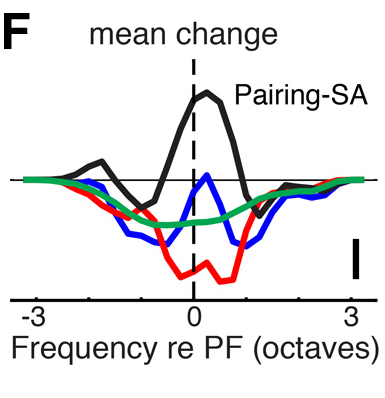 F
mean change
Pairing-SA
-3 0 3
Frequency re PF (octaves)